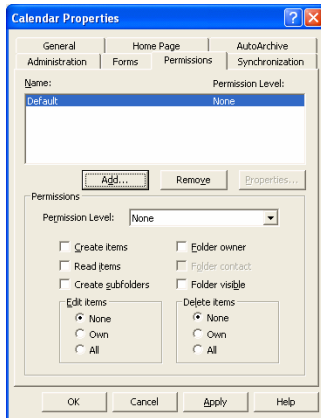 Calendar Properties
General Home Page AutoArchive
Administration Forms Permissions Synchronization
Name: Permission Level:
Default None
Add... Remove Properties...
Permissions
Permission Level: None
Create items Folder owner
Read items Folder contact
Create subfolders Folder visible
Edit items Delete items
None None
Own Own
All All
OK Cancel Apply Help